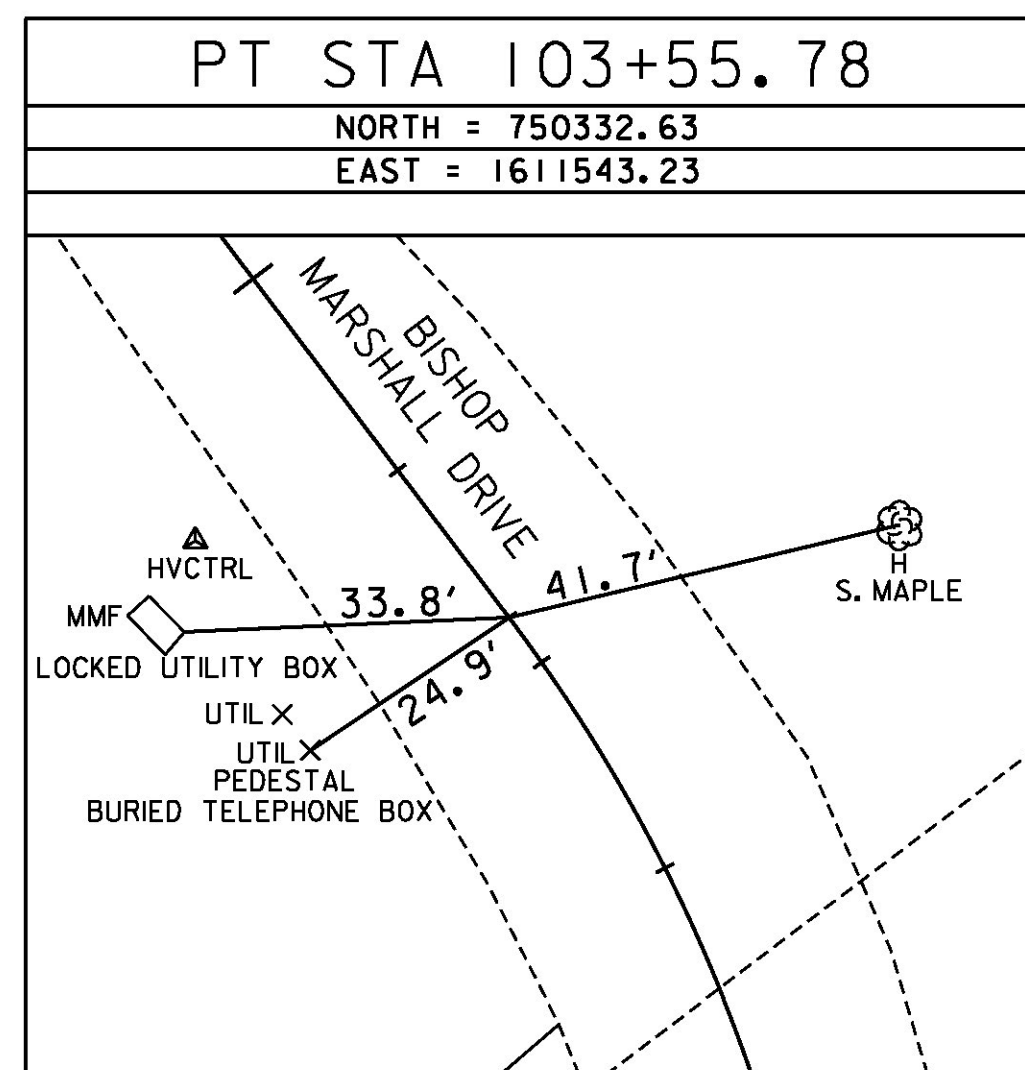 PT STA 103+55.78
NORTH = 750332.63
EAST = 1611543.23
BISHOP
MARSHALL DRIVE
HVCTRL
MMF
LOCKED UTILITY BOX
33.8'
41.7'
H
S. MAPLE
24.9'
UTIL
UTIL
PEDESTAL
BURIED TELEPHONE BOX